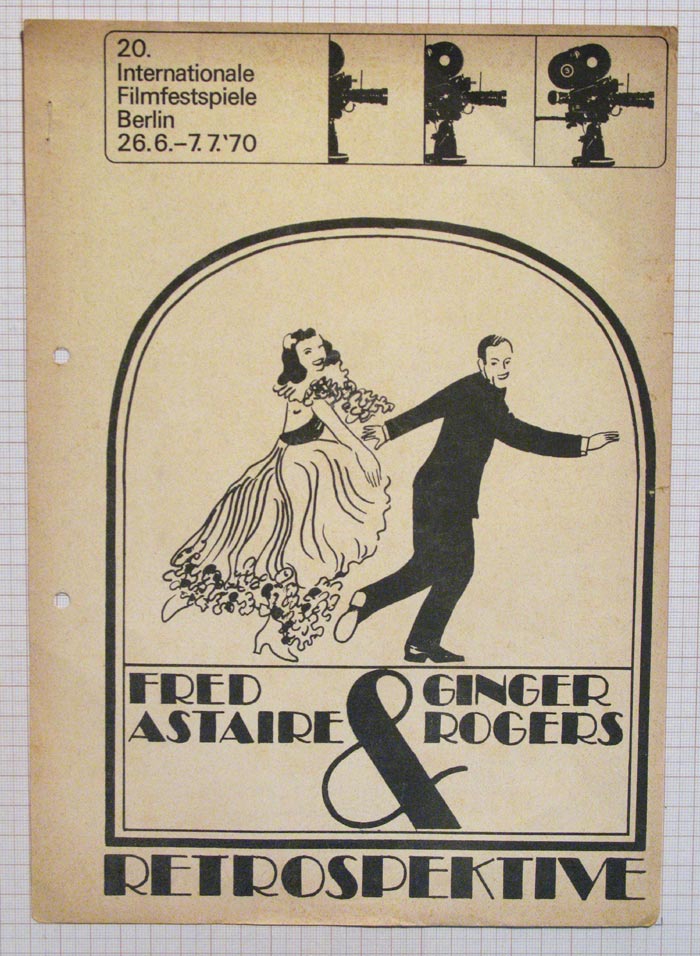 20.
Internationale
Filmfestspiele
Berlin
26.6.–7.7.'70
FRED
ASTAIRE
&
GINGER
ROGERS
RETROSPEKTIVE